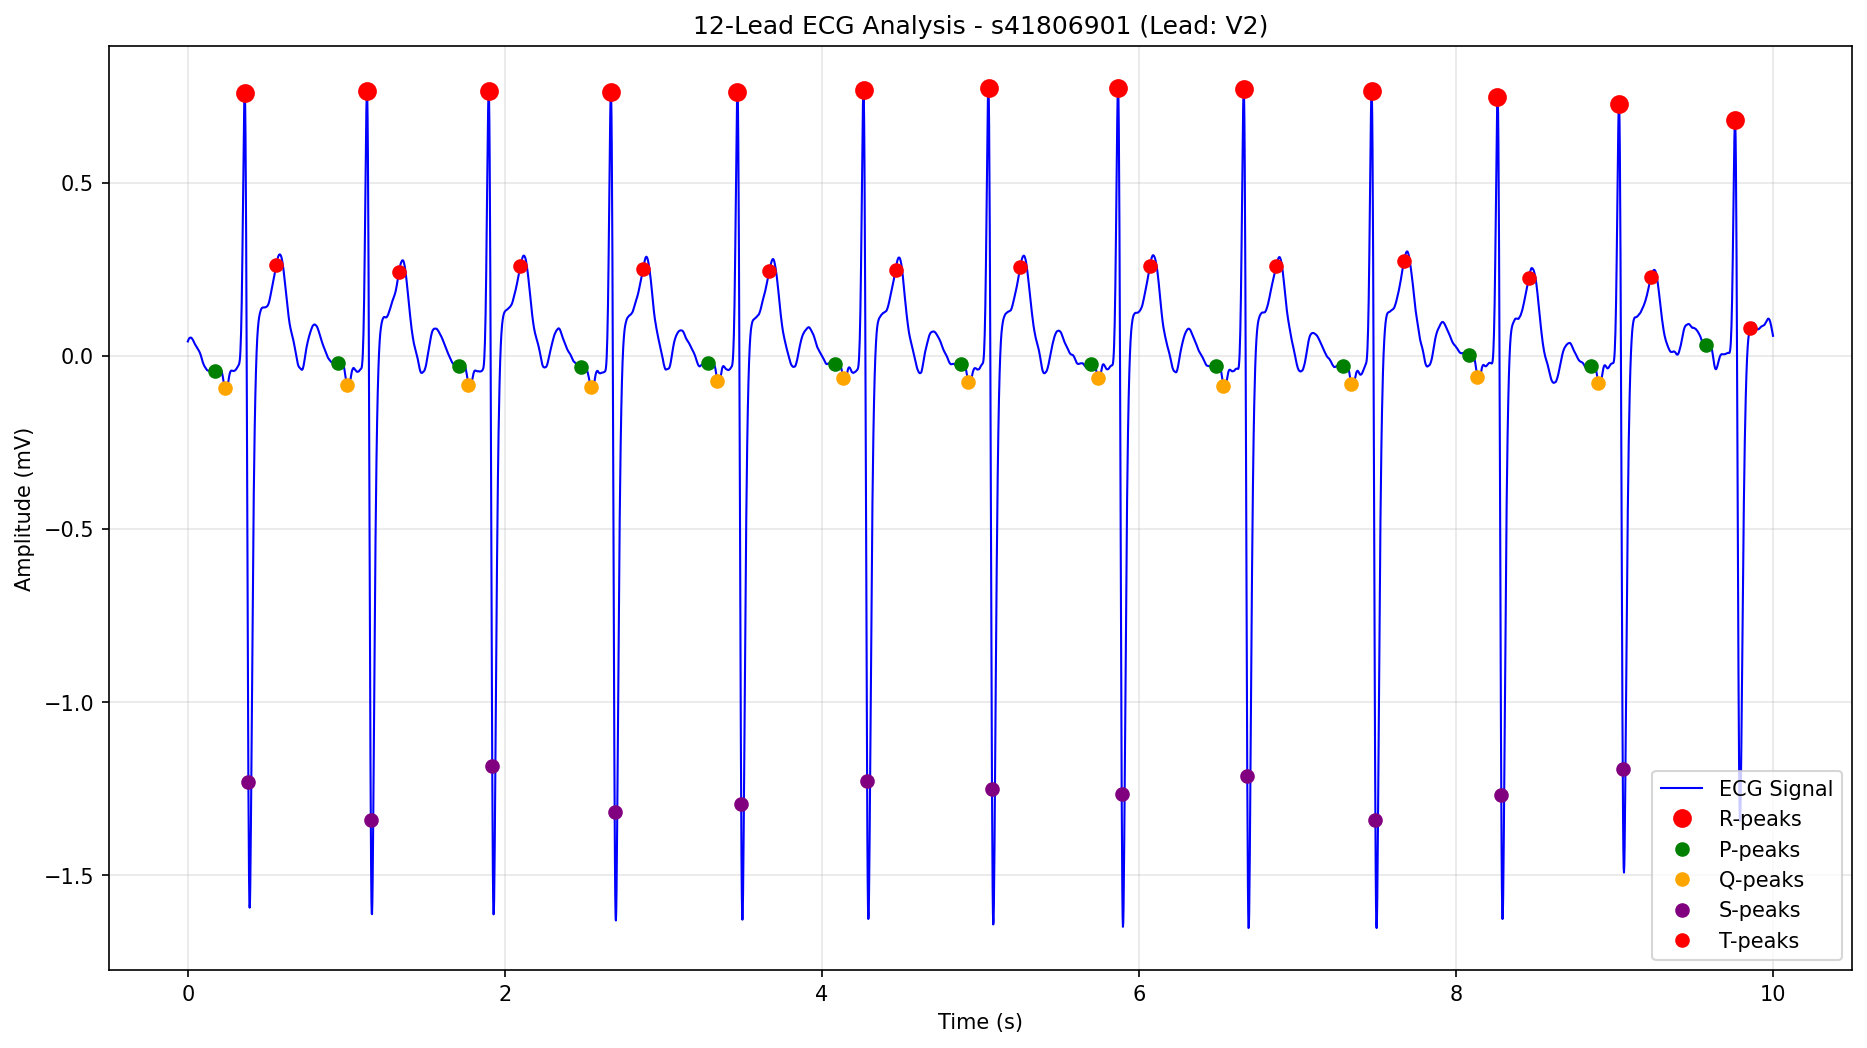 12-Lead ECG Analysis - s41806901 (Lead: V2)
Amplitude (mV)
0.5
0.0
−0.5
−1.0
−1.5
0 2 4 6 8 10
Time (s)
ECG Signal
R-peaks
P-peaks
Q-peaks
S-peaks
T-peaks